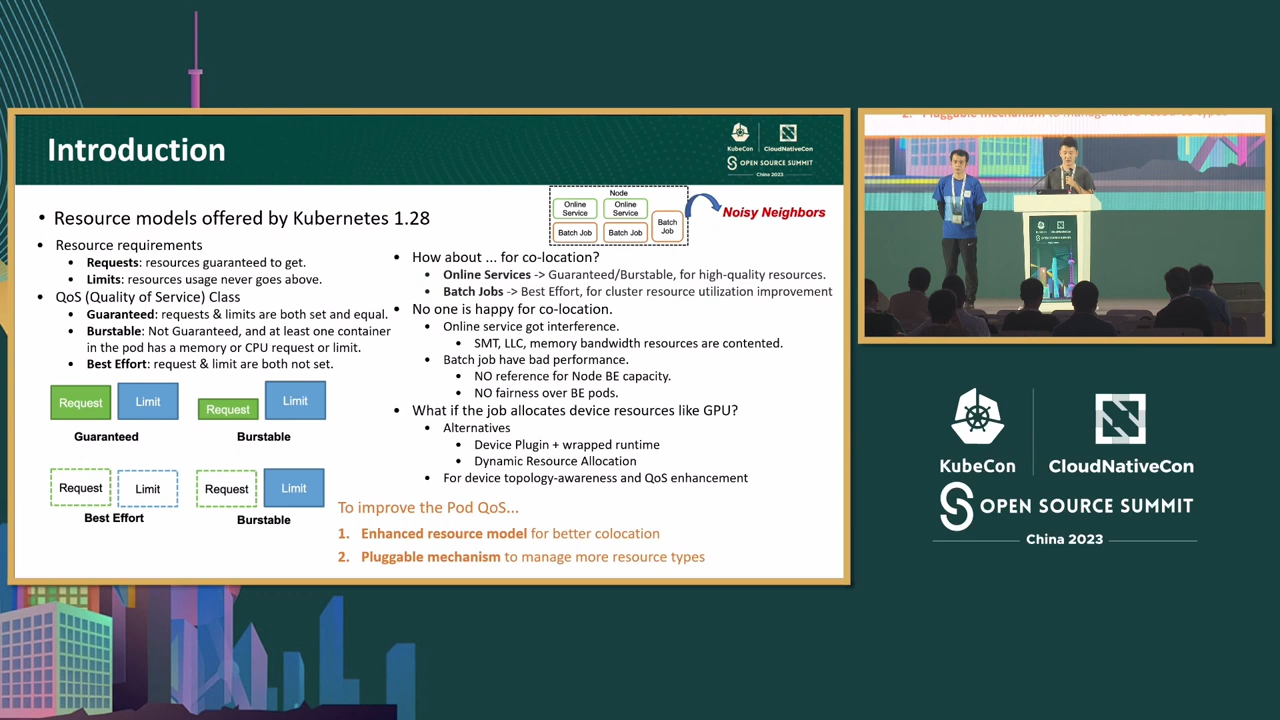 Introduction
KubeCon
CloudNativeCon
OPEN SOURCE SUMMIT
China 2023
• Resource models offered by Kubernetes 1.28
• Resource requirements
• Requests: resources guaranteed to get.
• Limits: resources usage never goes above.
• QoS (Quality of Service) Class
• Guaranteed: requests & limits are both set and equal.
• Burstable: Not Guaranteed, and at least one container
in the pod has a memory or CPU request or limit.
• Best Effort: request & limit are both not set.
Request
Limit
Guaranteed
Request
Limit
Burstable
Request
Limit
Best Effort
Request
Limit
Burstable
Node
Online
Service
Online
Service
Batch Job
Batch Job
Batch
Job
Noisy Neighbors
• How about ... for co-location?
• Online Services -> Guaranteed/Burstable, for high-quality resources.
• Batch Jobs -> Best Effort, for cluster resource utilization improvement
• No one is happy for co-location.
• Online service got interference.
• SMT, LLC, memory bandwidth resources are contented.
• Batch job have bad performance.
• NO reference for Node BE capacity.
• NO fairness over BE pods.
• What if the job allocates device resources like GPU?
• Alternatives
• Device Plugin + wrapped runtime
• Dynamic Resource Allocation
• For device topology-awareness and QoS enhancement
To improve the Pod QoS...
1. Enhanced resource model for better colocation
2. Pluggable mechanism to manage more resource types
KubeCon
CloudNativeCon
OPEN SOURCE SUMMIT
China 2023